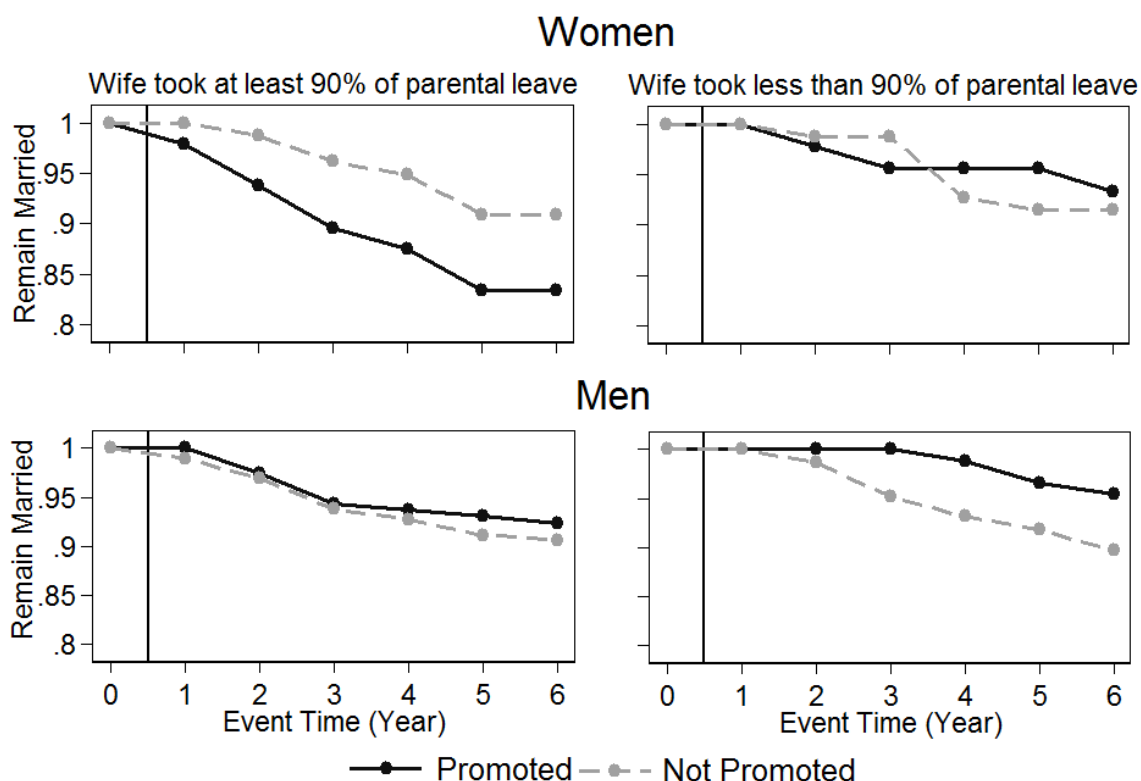 Women
Wife took at least 90% of parental leave
Wife took less than 90% of parental leave
Remain Married
1
.95
.9
.85
.8
Men
Remain Married
1
.95
.9
.85
.8
0 1 2 3 4 5 6
0 1 2 3 4 5 6
Event Time (Year)
Event Time (Year)
Promoted
Not Promoted